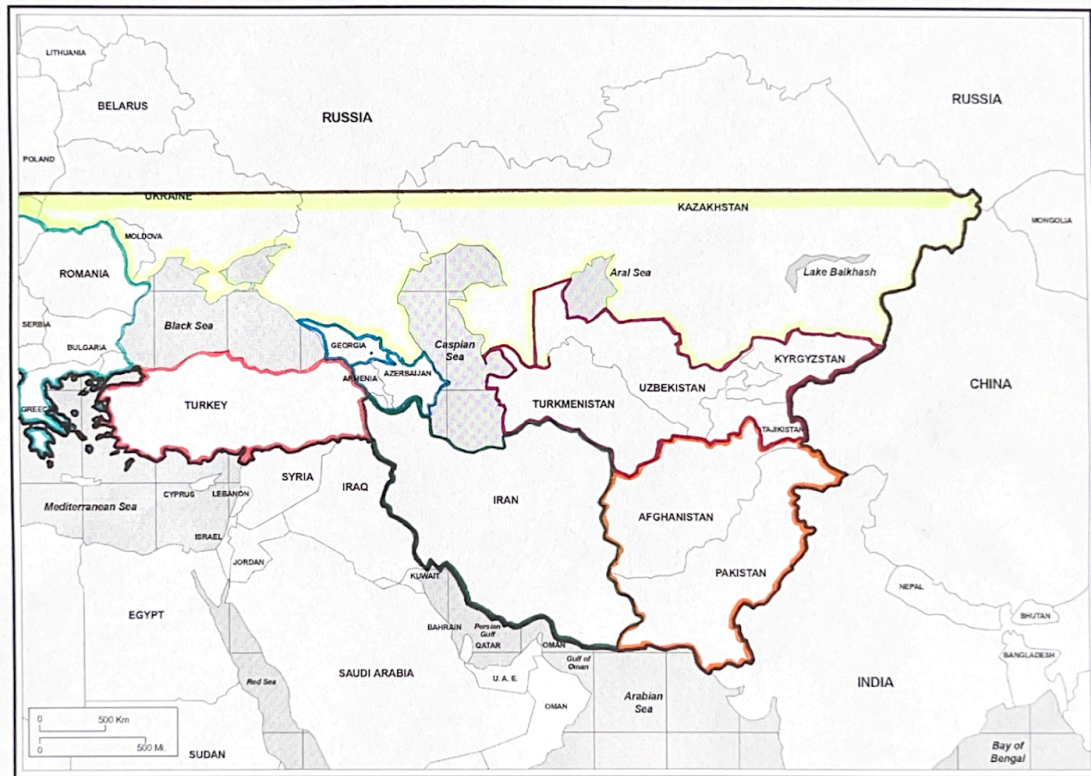 LITHUANIA
BELARUS
RUSSIA
RUSSIA
POLAND
UKRAINE
KAZAKHSTAN
MONGOLIA
MOLDOVA
ROMANIA
Aral Sea
Lake Balkhash
SERBIA
Black Sea
BULGARIA
GEORGIA
Caspian
Sea
KYRGYZSTAN
ARMENIA
AZERBAIJAN
UZBEKISTAN
CHINA
GREECE
TURKEY
TURKMENISTAN
TAJIKISTAN
SYRIA
IRAQ
IRAN
CYPRUS
LEBANON
Mediterranean Sea
AFGHANISTAN
ISRAEL
JORDAN
KUWAIT
PAKISTAN
NEPAL
EGYPT
BHUTAN
BAHRAIN
Persian
Gulf
QATAR
OMAN
Gulf of
Oman
BANGLADESH
SAUDI ARABIA
U. A. E.
Red Sea
INDIA
Arabian
Sea
OMAN
0 500 Km
0 500 Mi.
SUDAN
Bay of
Bengal